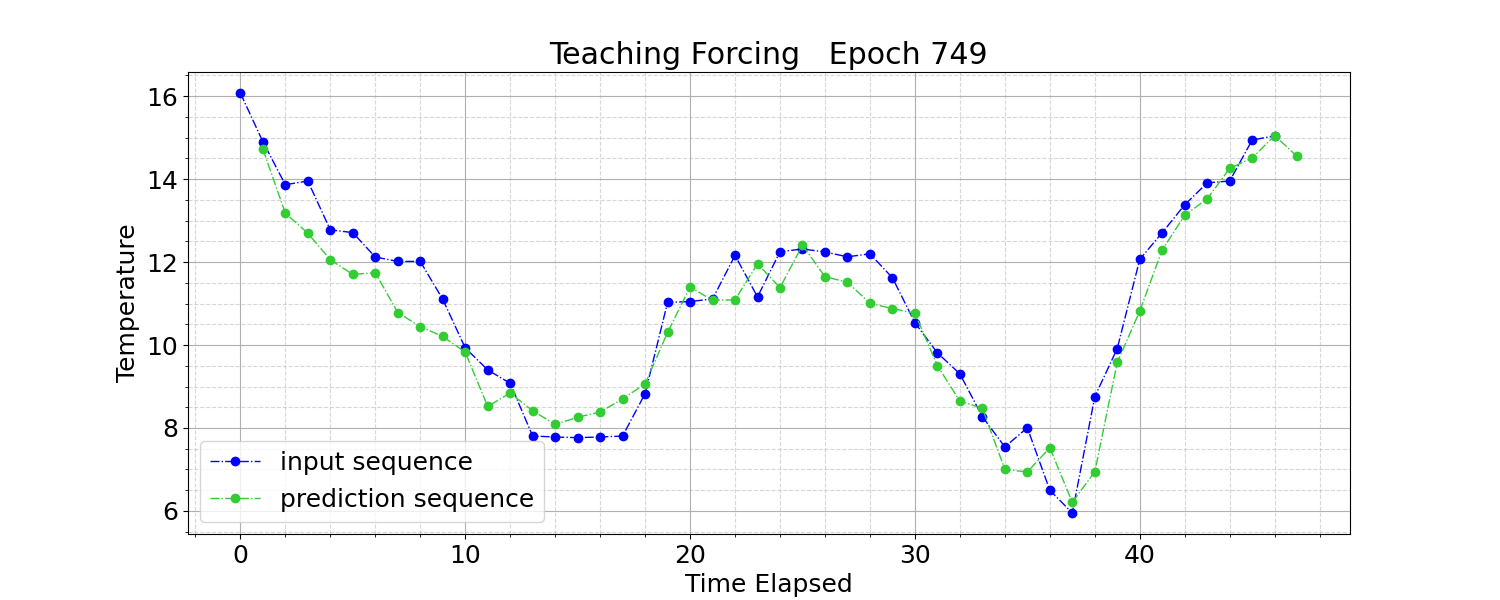 Teaching Forcing   Epoch 749
16
14
12
10
8
6
Temperature
input sequence
prediction sequence
0 10 20 30 40
Time Elapsed